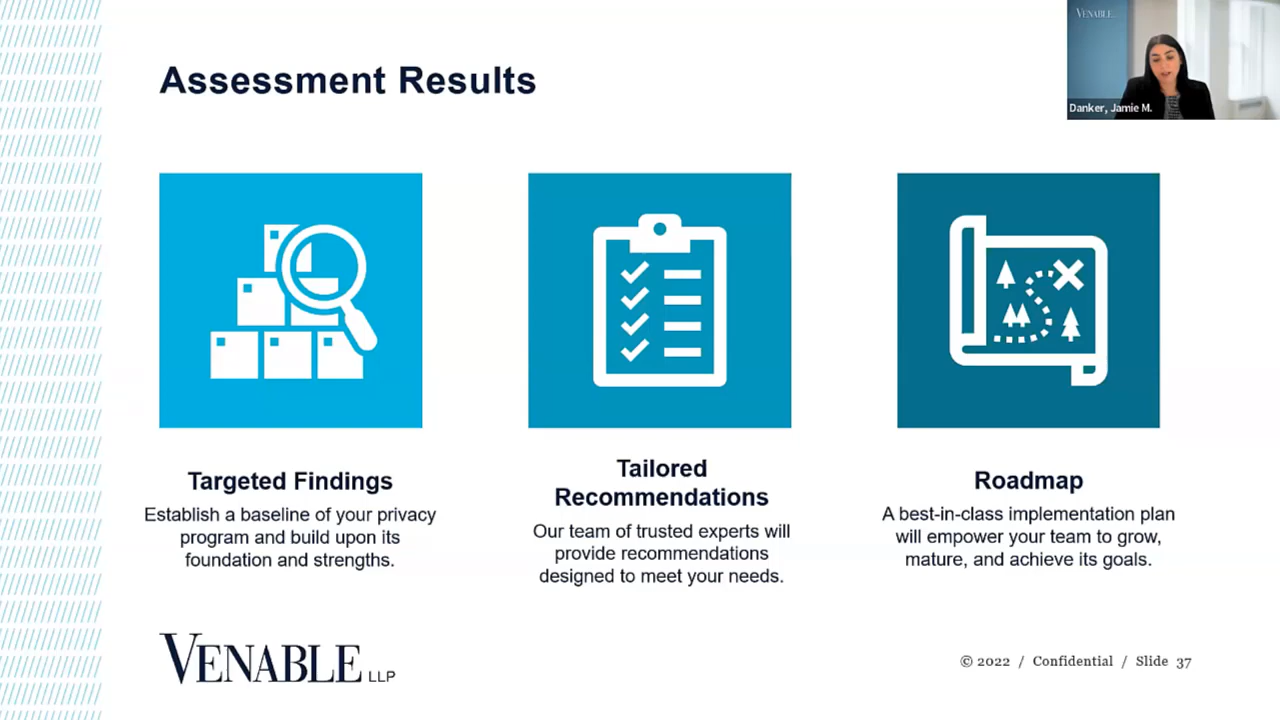 Assessment Results
VENABLE
Danker, Jamie M.
Targeted Findings
Establish a baseline of your privacy
program and build upon its
foundation and strengths.
Tailored
Recommendations
Our team of trusted experts will
provide recommendations
designed to meet your needs.
Roadmap
A best-in-class implementation plan
will empower your team to grow,
mature, and achieve its goals.
VENABLE LLP
© 2022 / Confidential / Slide 37